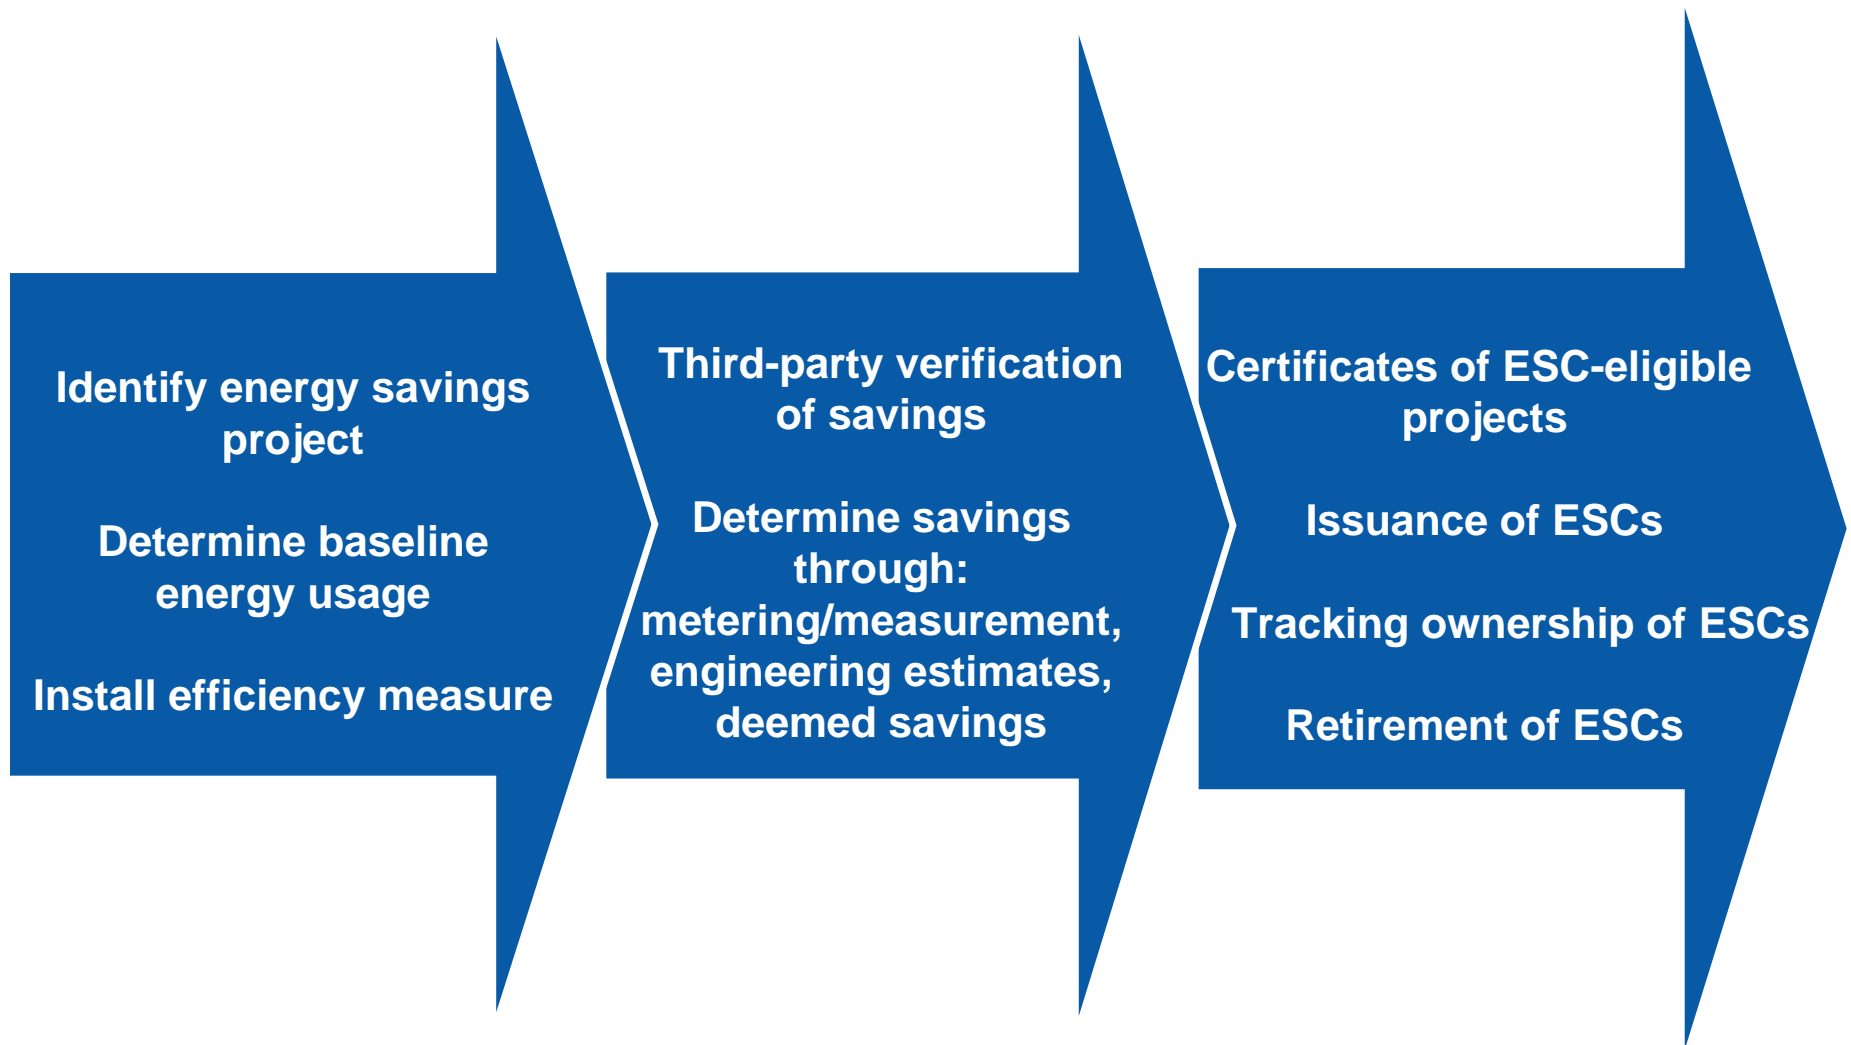 Identify energy savings
project
Determine baseline
energy usage
Install efficiency measure
Third-party verification
of savings
Determine savings
through:
metering/measurement,
engineering estimates,
deemed savings
Certificates of ESC-eligible
projects
Issuance of ESCs
Tracking ownership of ESCs
Retirement of ESCs